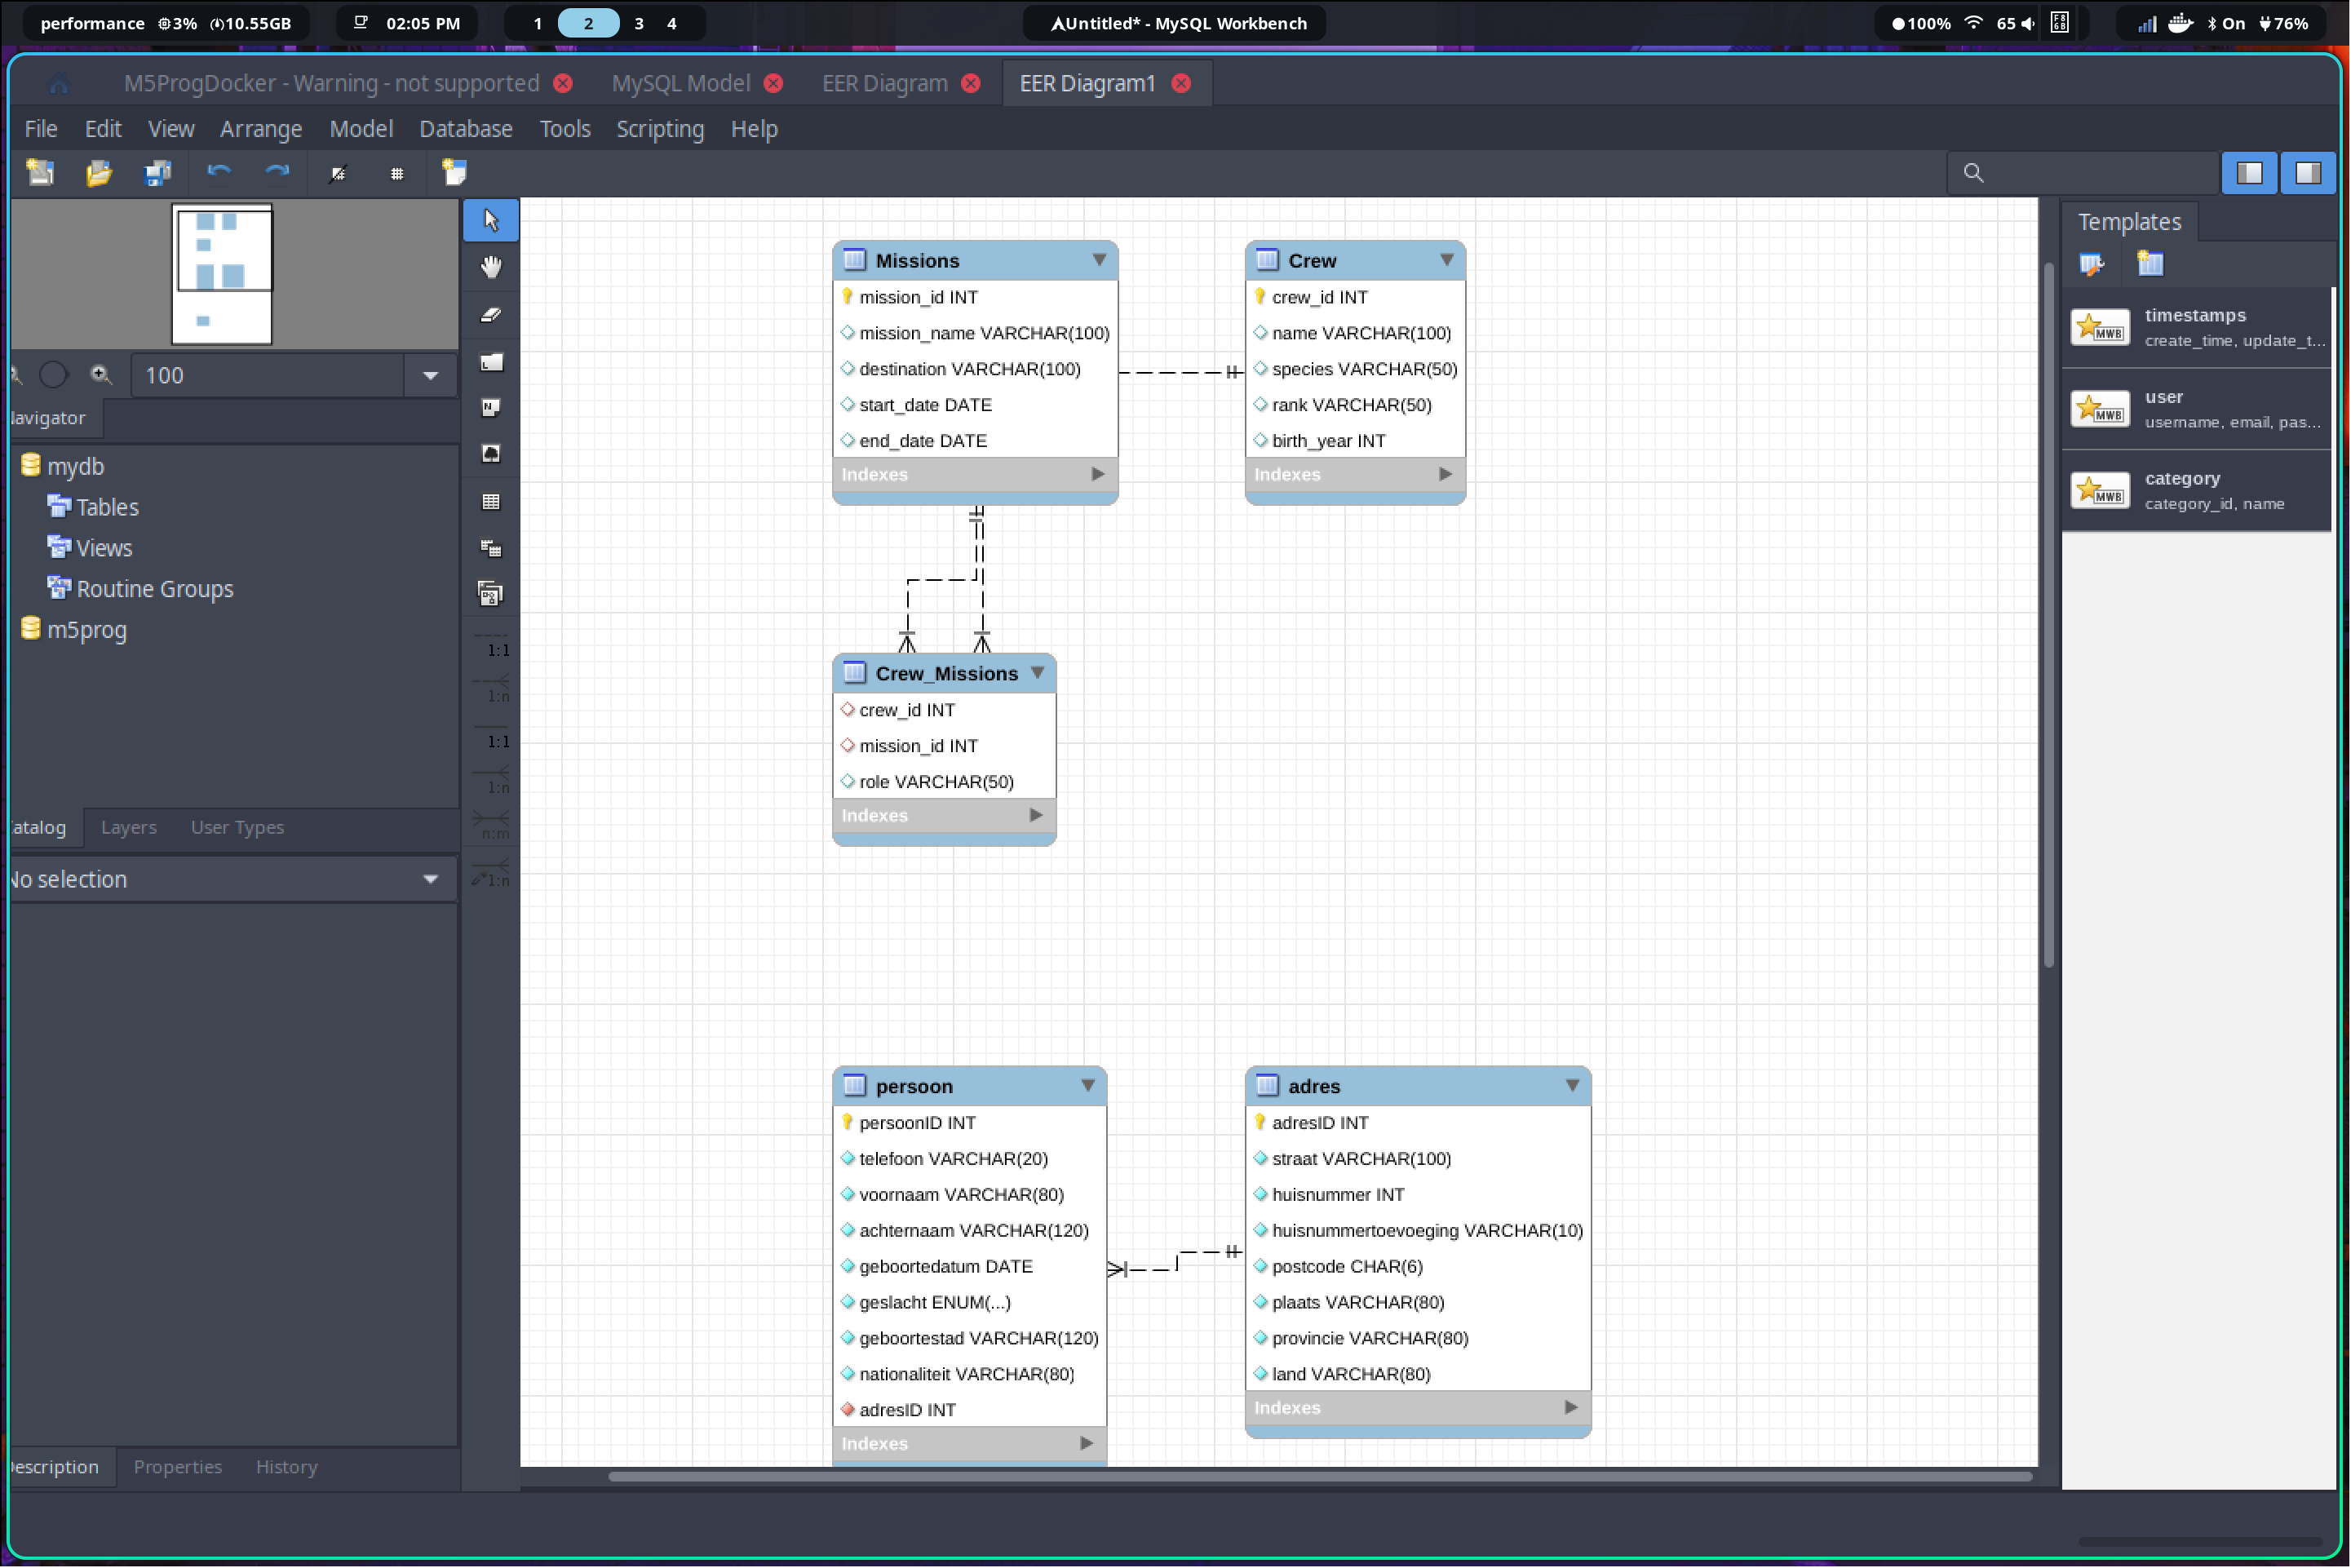 performance 3% 10.55GB 02:05 PM 1 2 3 4 Untitled* - MySQL Workbench 100% 65 F8 6B On 76%
M5ProgDocker - Warning - not supported MySQL Model EER Diagram EER Diagram1
File Edit View Arrange Model Database Tools Scripting Help
100
avigator
mydb
Tables
Views
Routine Groups
m5prog
atalog Layers User Types
No selection
escription Properties History
N
1:1
1:n
1:1
1:n
n:m
1:n
Missions
mission_id INT
mission_name VARCHAR(100)
destination VARCHAR(100)
start_date DATE
end_date DATE
Indexes
Crew
crew_id INT
name VARCHAR(100)
species VARCHAR(50)
rank VARCHAR(50)
birth_year INT
Indexes
Crew_Missions
crew_id INT
mission_id INT
role VARCHAR(50)
Indexes
persoon
persoonID INT
telefoon VARCHAR(20)
voornaam VARCHAR(80)
achternaam VARCHAR(120)
geboortedatum DATE
geslacht ENUM(...)
geboortestad VARCHAR(120)
nationaliteit VARCHAR(80)
adresID INT
Indexes
adres
adresID INT
straat VARCHAR(100)
huisnummer INT
huisnummertoevoeging VARCHAR(10)
postcode CHAR(6)
plaats VARCHAR(80)
provincie VARCHAR(80)
land VARCHAR(80)
Indexes
Templates
MWB
timestamps
create_time, update_t...
MWB
user
username, email, pas...
MWB
category
category_id, name